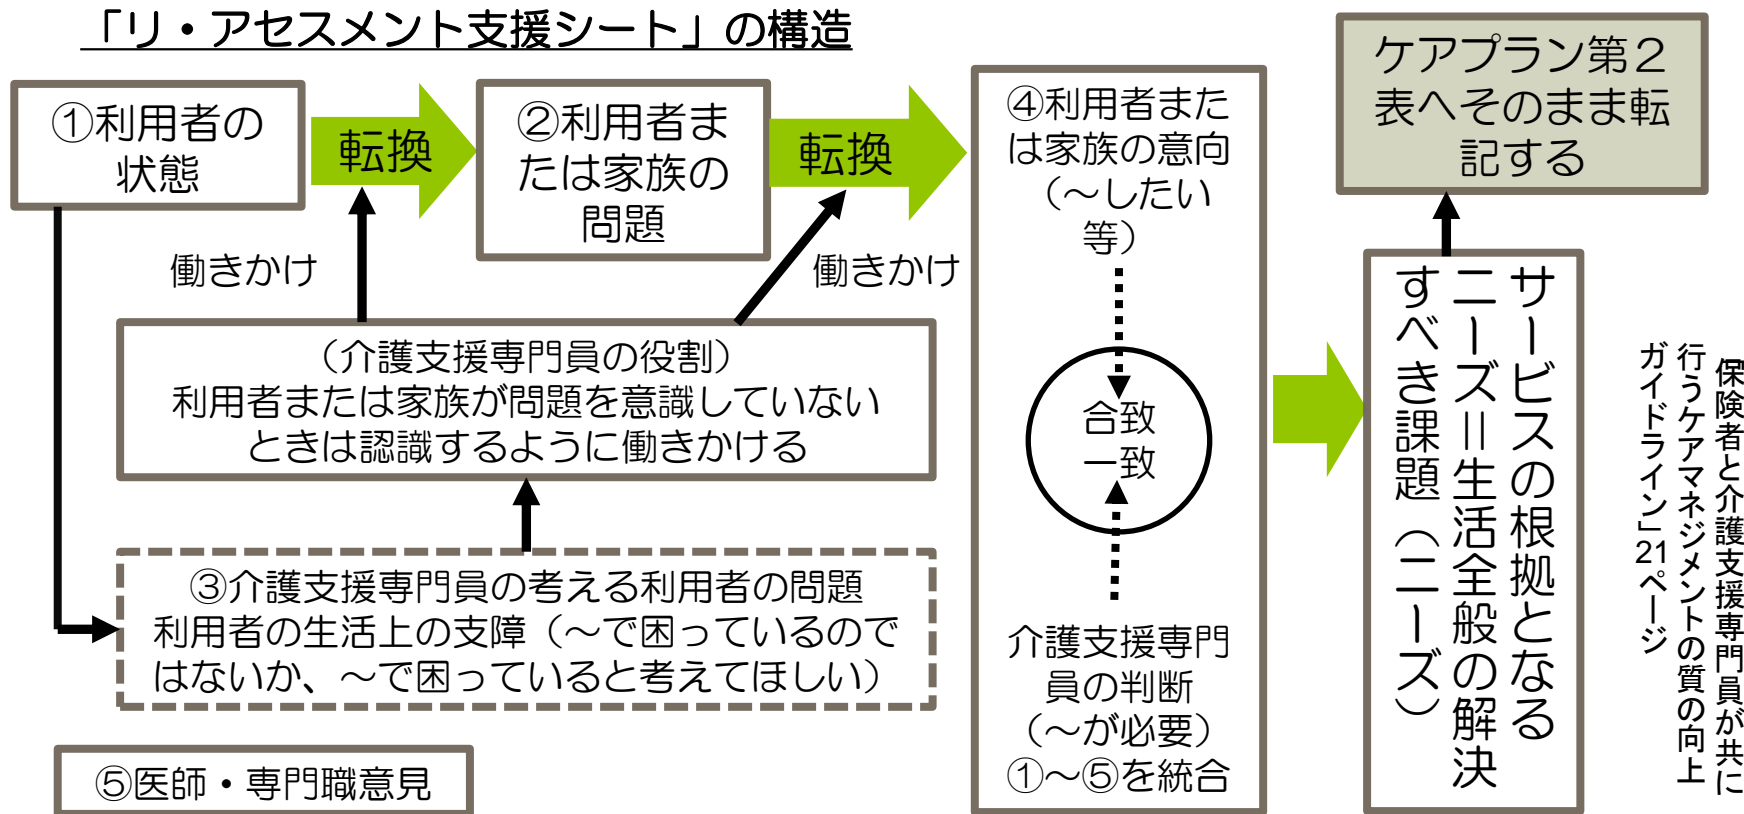 「リ・アセスメント支援シート」の構造
①利用者の
状態
転換
②利用者ま
たは家族の
問題
転換
働きかけ
働きかけ
（介護支援専門員の役割）
利用者または家族が問題を意識していない
ときは認識するように働きかける
③介護支援専門員の考える利用者の問題
利用者の生活上の支障（～で困っているので
はないか、～で困っていると考えてほしい）
⑤医師・専門職意見
④利用者また
は家族の意向
（～したい
等）
合致
一致
介護支援専門
員の判断
（～が必要）
①～⑤を統合
ケアプラン第２
表へそのまま転
記する
サービスの根拠となる
ニーズ＝生活全般の解決
すべき課題（ニーズ）
「保険者と介護支援専門員が共に
行うケアマネジメントの質の向上
ガイドライン」21ページ